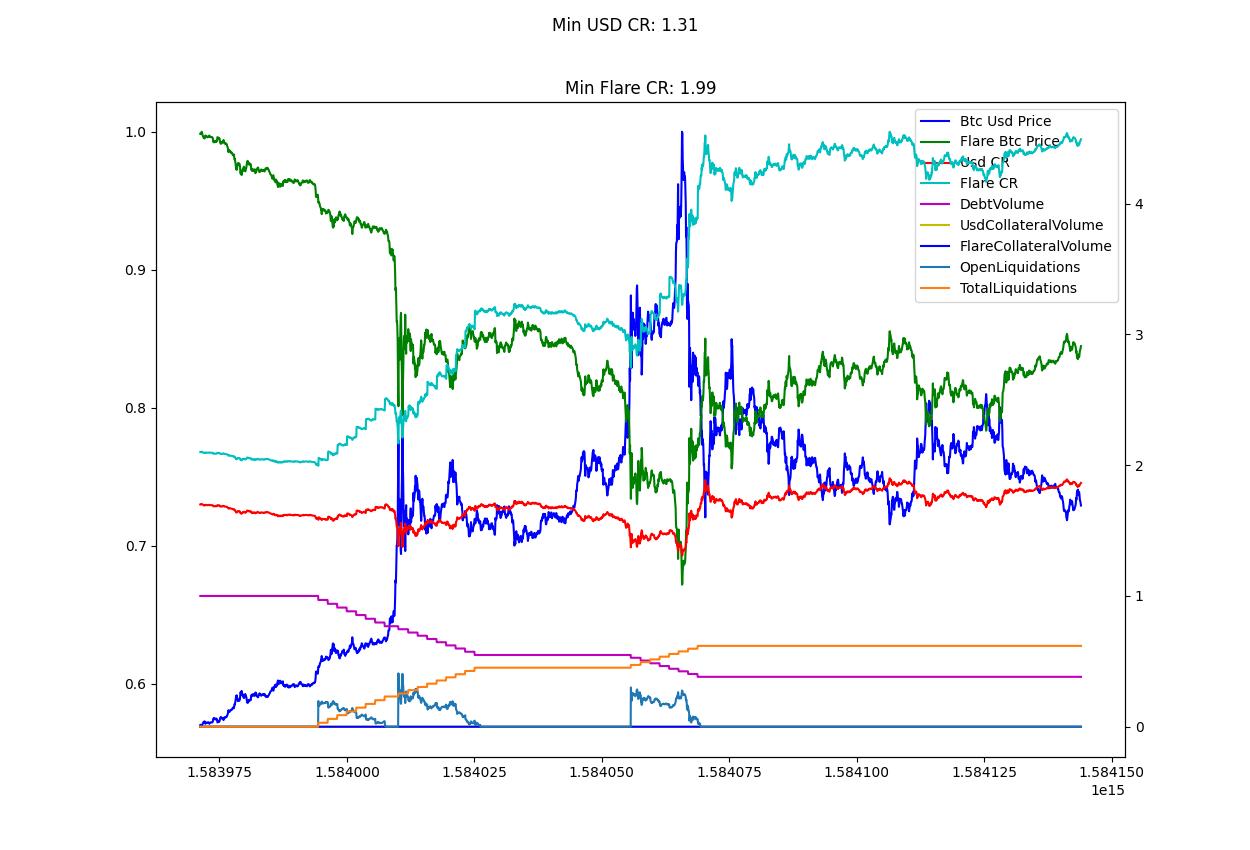 Min USD CR: 1.31
Min Flare CR: 1.99
Btc Usd Price
Flare Btc Price
Usd CR
Flare CR
DebtVolume
UsdCollateralVolume
FlareCollateralVolume
OpenLiquidations
TotalLiquidations
1.0
0.9
0.8
0.7
0.6
4
3
2
1
0
1.583975 1.584000 1.584025 1.584050 1.584075 1.584100 1.584125 1.584150
1e15